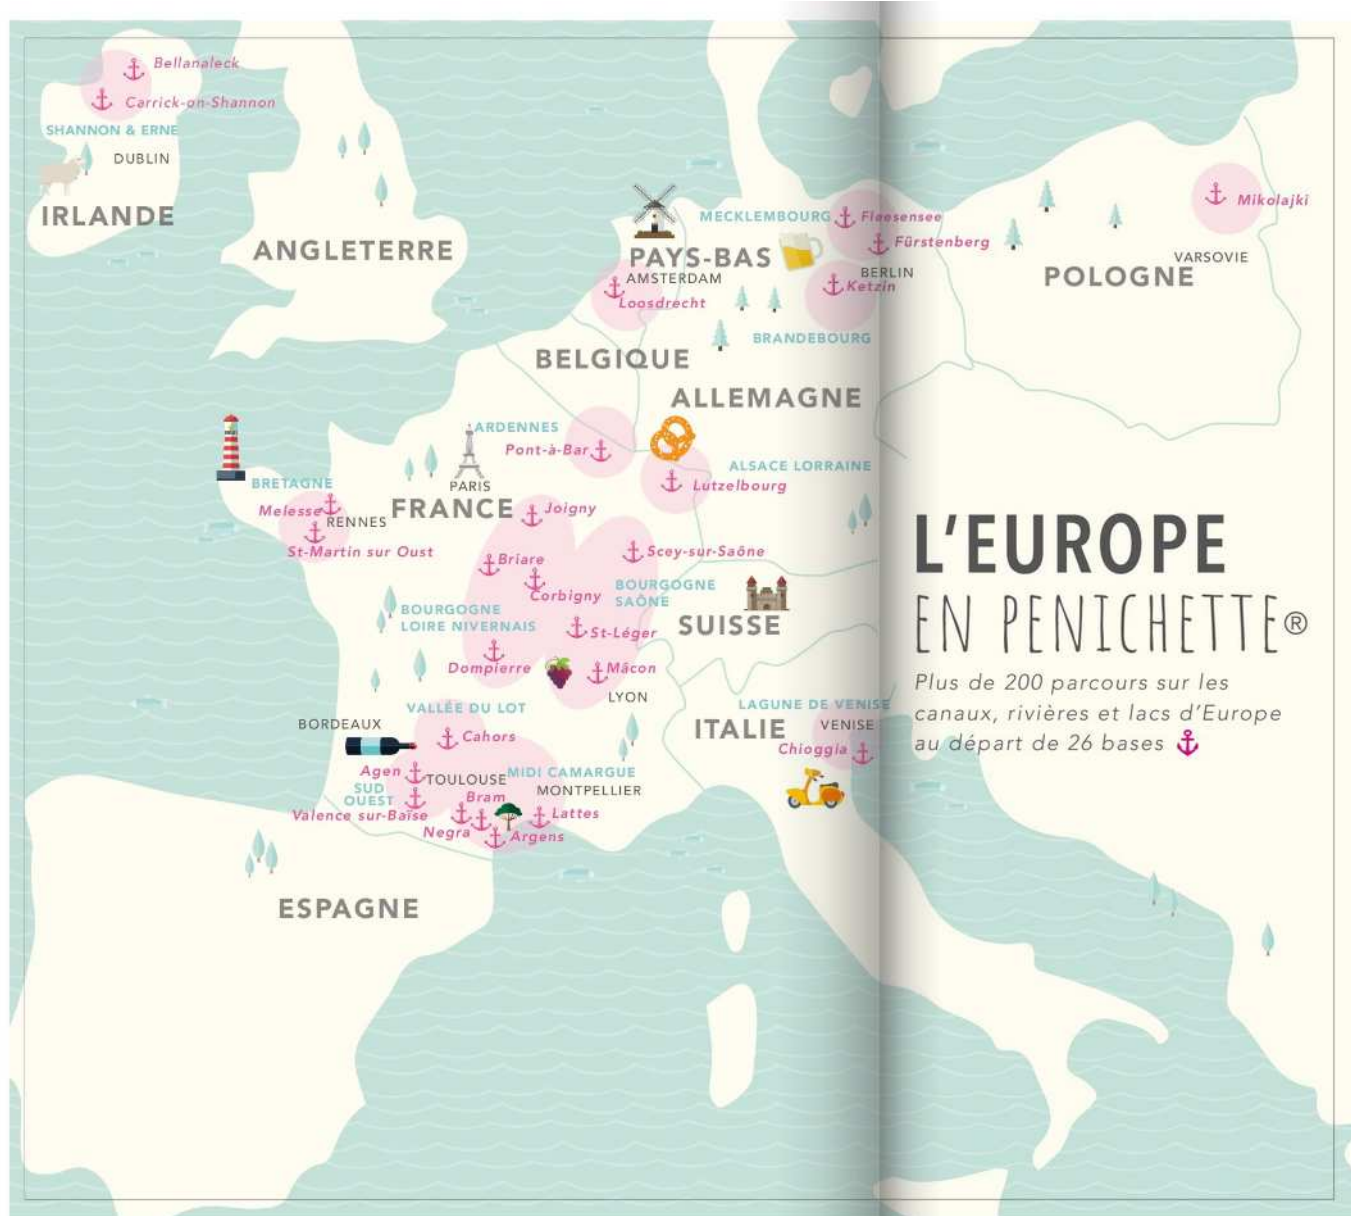 Bellanaleck
Carrick-on-Shannon
SHANNON & ERNE
DUBLIN
IRLANDE
ANGLETERRE
PAYS-BAS
AMSTERDAM
Loosdrecht
MECKLEMBOURG
Fleesensee
Fürstenberg
BERLIN
Ketzin
BRANDEBOURG
Mikolajki
VARSOVIE
POLOGNE
BELGIQUE
ALLEMAGNE
ARDENNES
Pont-à-Bar
ALSACE LORRAINE
Lutzelbourg
PARIS
FRANCE
BRETAGNE
Melesse
RENNES
St-Martin sur Oust
Joigny
Briare
Corbigny
Scey-sur-Saône
BOURGOGNE
SAÔNE
BOURGOGNE
LOIRE NIVERNAIS
St-Léger
SUISSE
Dompierre
Mâcon
LYON
VALLÉE DU LOT
BORDEAUX
Cahors
LAGUNE DE VENISE
ITALIE
VENISE
Chioggia
Agen
TOULOUSE
MIDI CAMARGUE
MONTPELLIER
SUD
OUEST
Valence sur-Baïse
Bram
Negra
Lattes
Argens
ESPAGNE
L'EUROPE
EN PENICHETTE®
Plus de 200 parcours sur les
canaux, rivières et lacs d'Europe
au départ de 26 bases